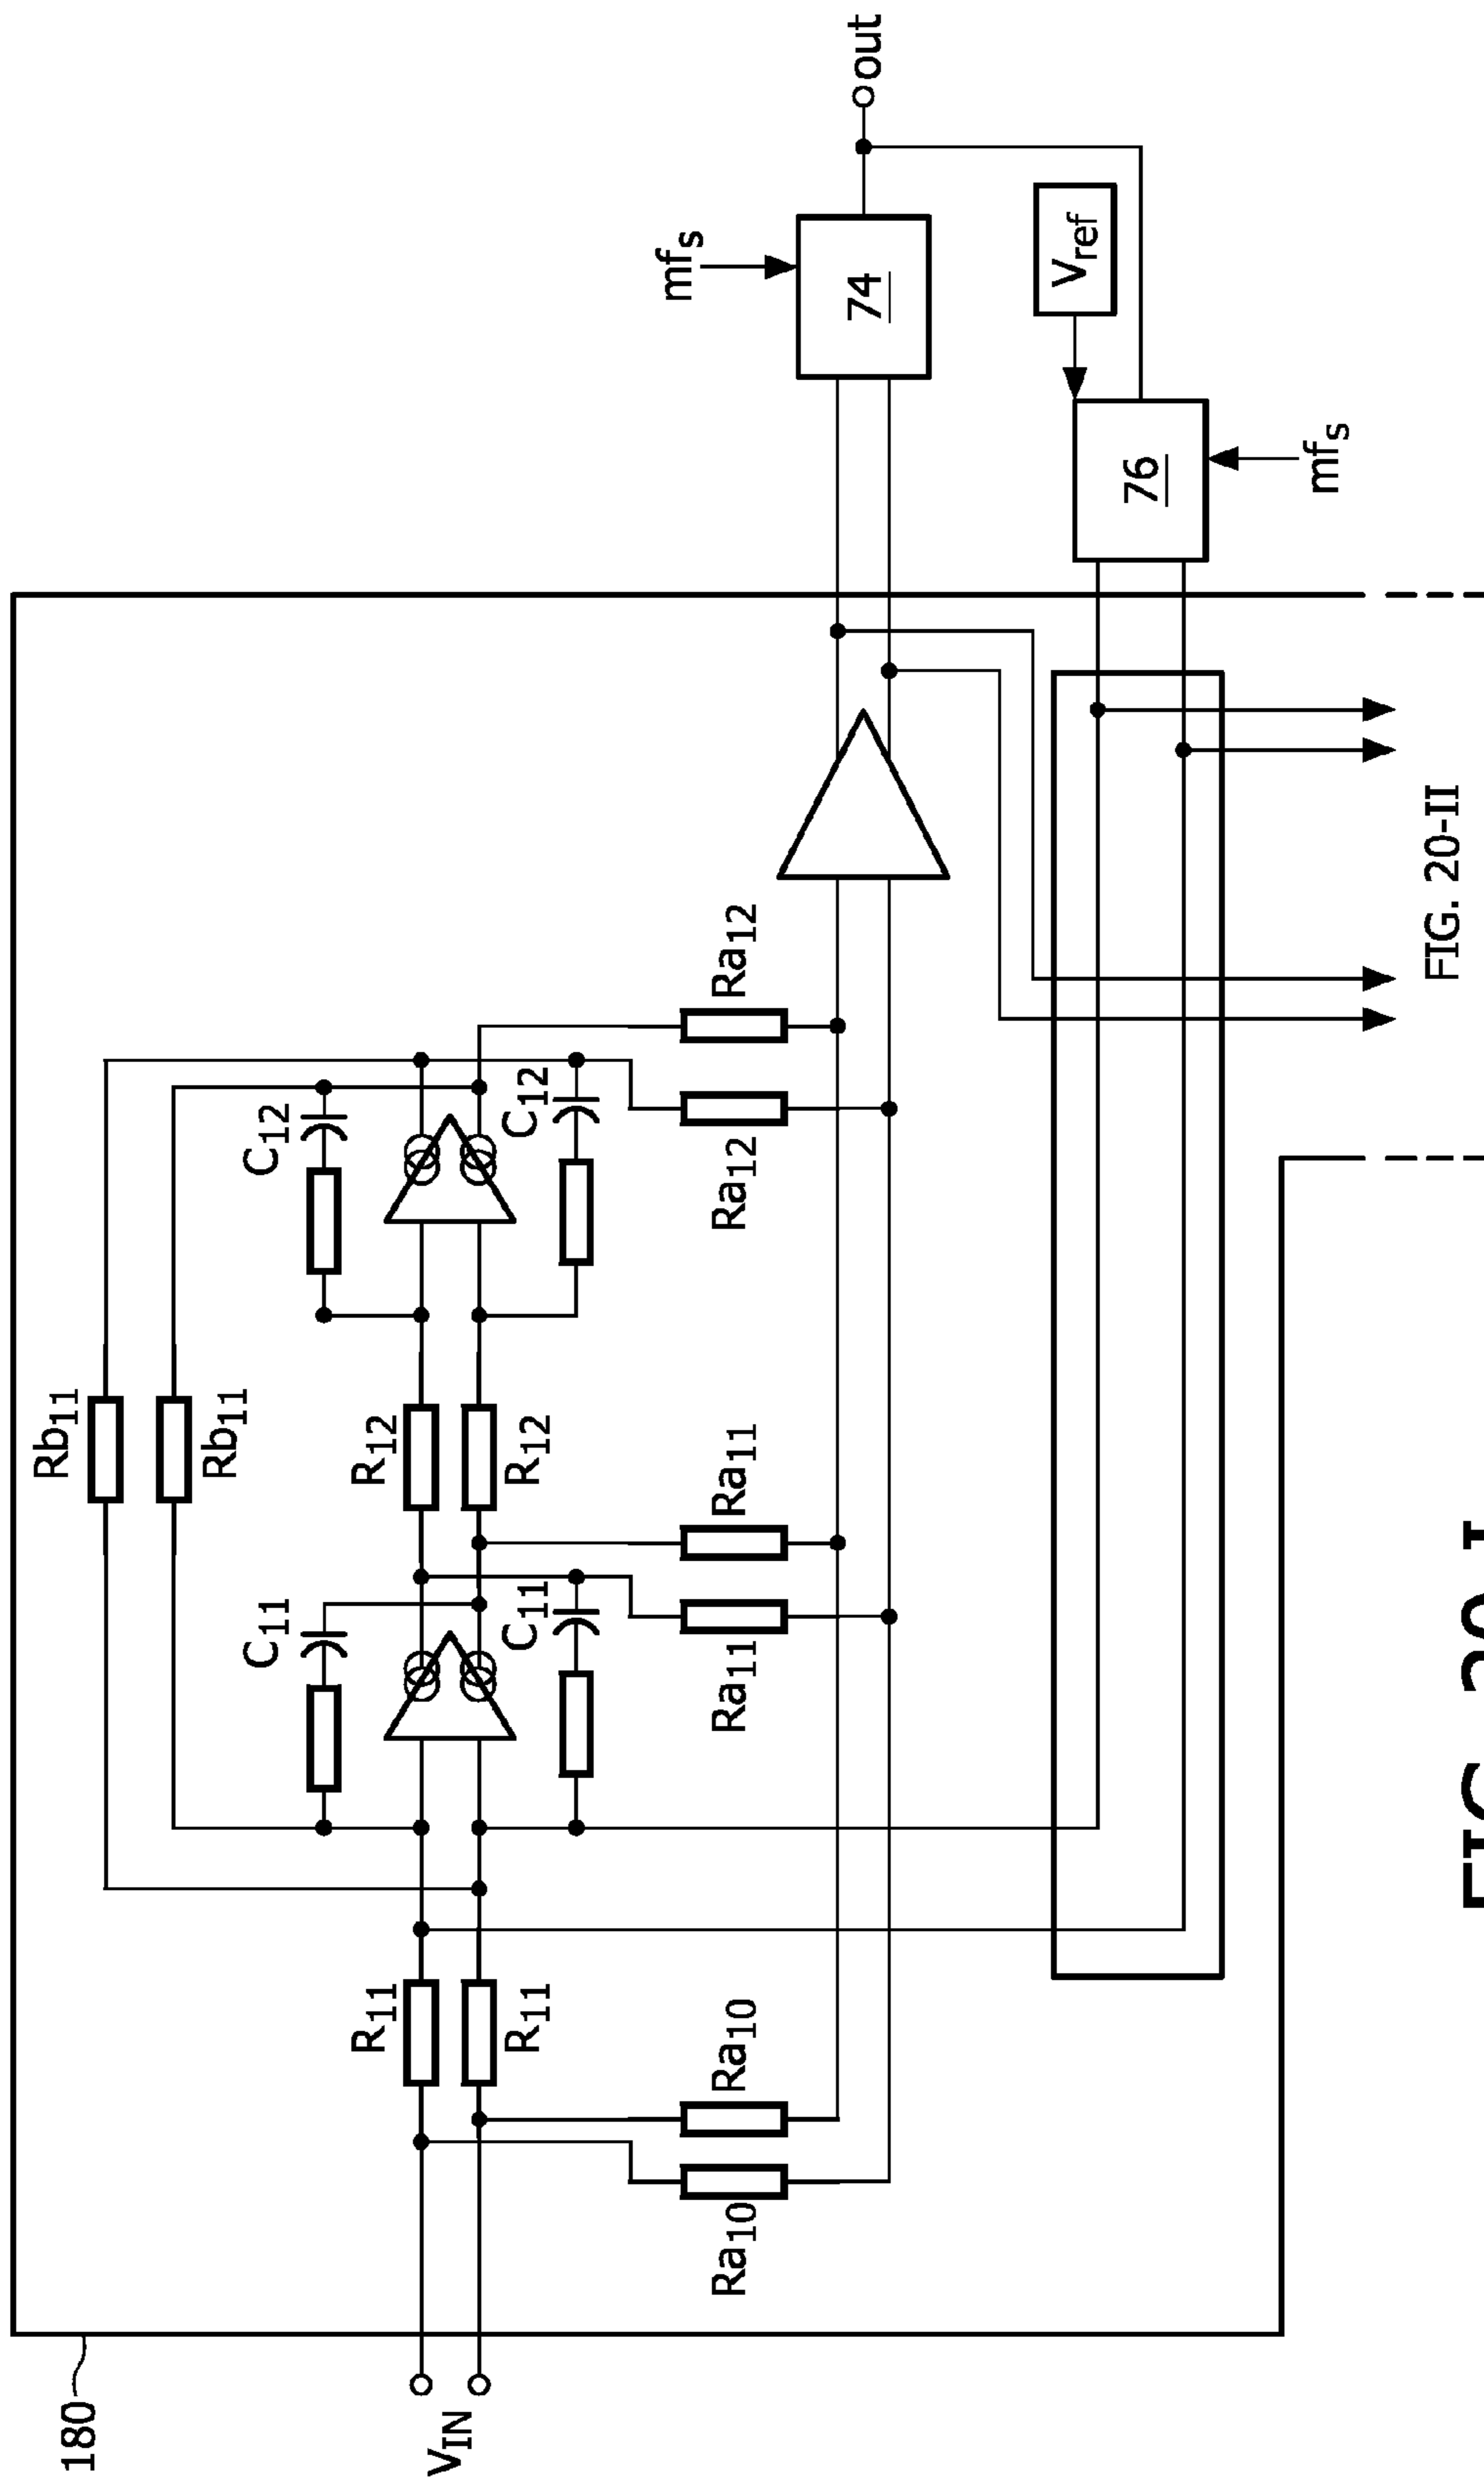 180
Rb11
Rb11
C11
C12
VIN
R11
R12
R11
C11
R12
C12
Ra10
Ra10
Ra11
Ra11
Ra12
Ra12
mfs
74
out
Vref
76
mfs
FIG. 20-II